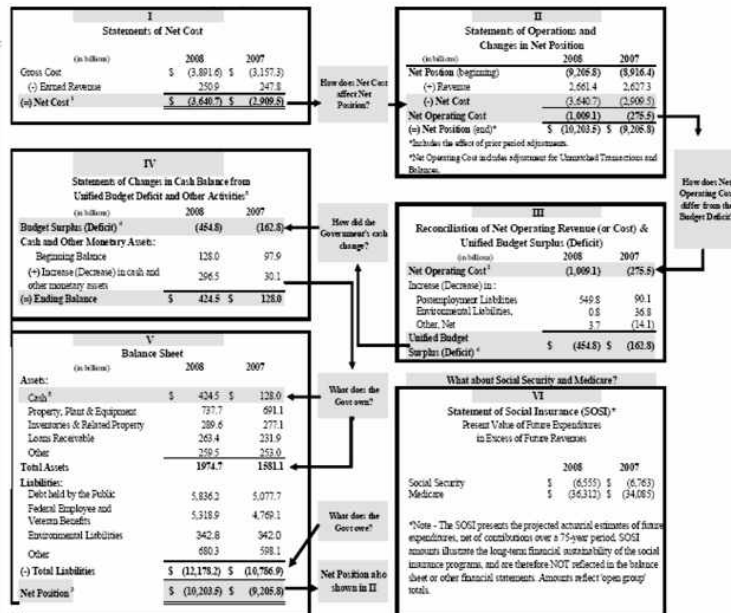 I
Statements of Net Cost
(in billions) 2008 2007
Gross Cost $ (3,891.6) $ (3,157.3)
(-) Earned Revenue 250.9 247.8
(=) Net Cost $ (3,640.7) $ (2,909.5)
How does Net Cost
affect Net
Position?
II
Statements of Operations and
Changes in Net Position
(in billions) 2008 2007
Net Position (beginning) (9,205.8) (8,916.4)
(+) Revenue 2,661.4 2,627.3
(-) Net Cost (3,640.7) (2,909.5)
Net Operating Cost (1,009.1) (275.5)
(=) Net Position (end)* $ (10,203.5) $ (9,205.8)
*Includes the effect of prior period adjustments.
*Net Operating Cost includes adjustment for Unmatched Transactions and
Balances.
How does Net
Operating Cost
differ from the
Budget Deficit?
IV
Statements of Changes in Cash Balance from
Unified Budget Deficit and Other Activities
(in billions) 2008 2007
Budget Surplus (Deficit) (454.8) (162.8)
Cash and Other Monetary Assets:
Beginning Balance 128.0 97.9
(+) Increase (Decrease) in cash and
other monetary assets 296.5 30.1
(=) Ending Balance $ 424.5 $ 128.0
How did the
Government's cash
change?
III
Reconciliation of Net Operating Revenue (or Cost) &
Unified Budget Surplus (Deficit)
(in billions) 2008 2007
Net Operating Cost (1,009.1) (275.5)
Increase (Decrease) in:
Postemployment Liabilities 549.8 90.1
Environmental Liabilities, 0.8 36.8
Other, Net 3.7 (14.1)
Unified Budget
Surplus (Deficit) $ (454.8) $ (162.8)
V
Balance Sheet
(in billions) 2008 2007
Assets:
Cash $ 424.5 $ 128.0
Property, Plant & Equipment 737.7 691.1
Inventories & Related Property 289.6 277.1
Loans Receivable 263.4 231.9
Other 259.5 253.0
Total Assets 1974.7 1581.1
Liabilities:
Debt held by the Public 5,836.2 5,077.7
Federal Employee and
Veteran Benefits 5,318.9 4,769.1
Environmental Liabilities 342.8 342.0
Other 680.3 598.1
(-) Total Liabilities $ (12,178.2) $ (10,786.9)
Net Position $ (10,203.5) $ (9,205.8)
What does the
Govt own?
What does the
Govt owe?
Net Position also
shown in II
What about Social Security and Medicare?
VI
Statement of Social Insurance (SOSI)*
Present Value of Future Expenditures
in Excess of Future Revenues
2008 2007
Social Security $ (6,555) $ (6,763)
Medicare $ (36,312) $ (34,085)
*Note - The SOSI presents the projected actuarial estimates of future
expenditures, net of contributions over a 75-year period. SOSI
amounts illustrate the long-term financial sustainability of the social
insurance programs, and are therefore NOT reflected in the balance
sheet or other financial statements. Amounts reflect 'open group'
totals.